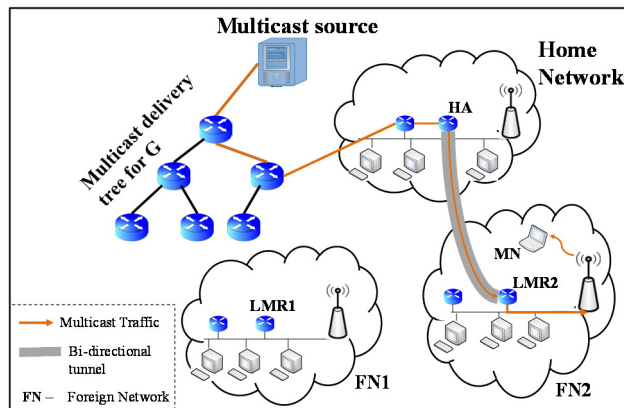 Multicast source
Home
Network
HA
Multicast delivery
tree for G
MN
LMR2
LMR1
Multicast Traffic
Bi-directional
tunnel
FN – Foreign Network
FN1
FN2